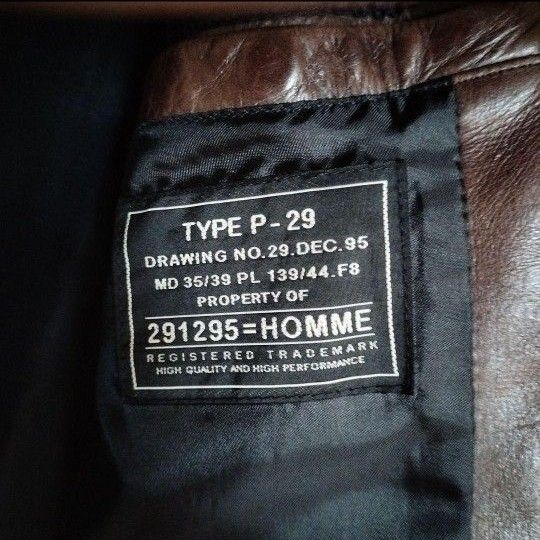 TYPE P-29
DRAWING NO.29.DEC.95
MD 35/39 PL 139/44.F8
PROPERTY OF
291295=HOMME
REGISTERED TRADEMARK
HIGH QUALITY AND HIGH PERFORMANCE